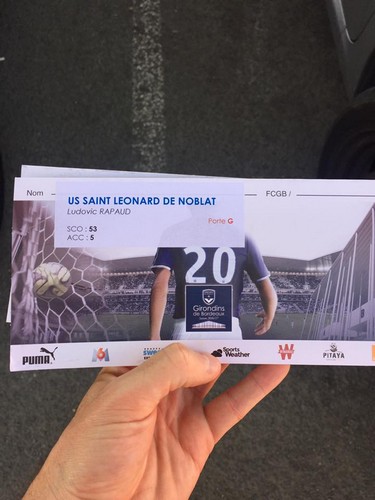 Nom
FCGB /
US SAINT LEONARD DE NOBLAT
Ludovic RAPAUD
Porte G
SCO : 53
ACC : 5
20
Girondins
de Bordeaux
PUMA
M6
Sports
Weather
W
PITAYA